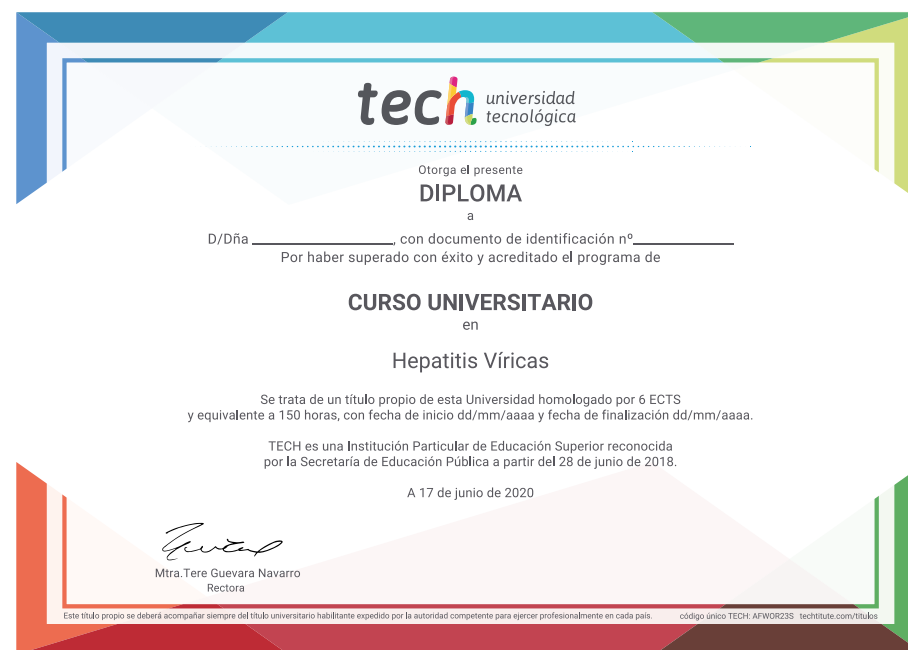 tech universidad
tecnológica
Otorga el presente
DIPLOMA
a
D/Dña ____________________, con documento de identificación nº______________
Por haber superado con éxito y acreditado el programa de
CURSO UNIVERSITARIO
en
Hepatitis Víricas
Se trata de un título propio de esta Universidad homologado por 6 ECTS
y equivalente a 150 horas, con fecha de inicio dd/mm/aaaa y fecha de finalización dd/mm/aaaa.
TECH es una Institución Particular de Educación Superior reconocida
por la Secretaría de Educación Pública a partir del 28 de junio de 2018.
A 17 de junio de 2020
Mtra.Tere Guevara Navarro
Rectora
Este título propio se deberá acompañar siempre del título universitario habilitante expedido por la autoridad competente para ejercer profesionalmente en cada país. código único TECH: AFWOR23S techtitute.com/titulos